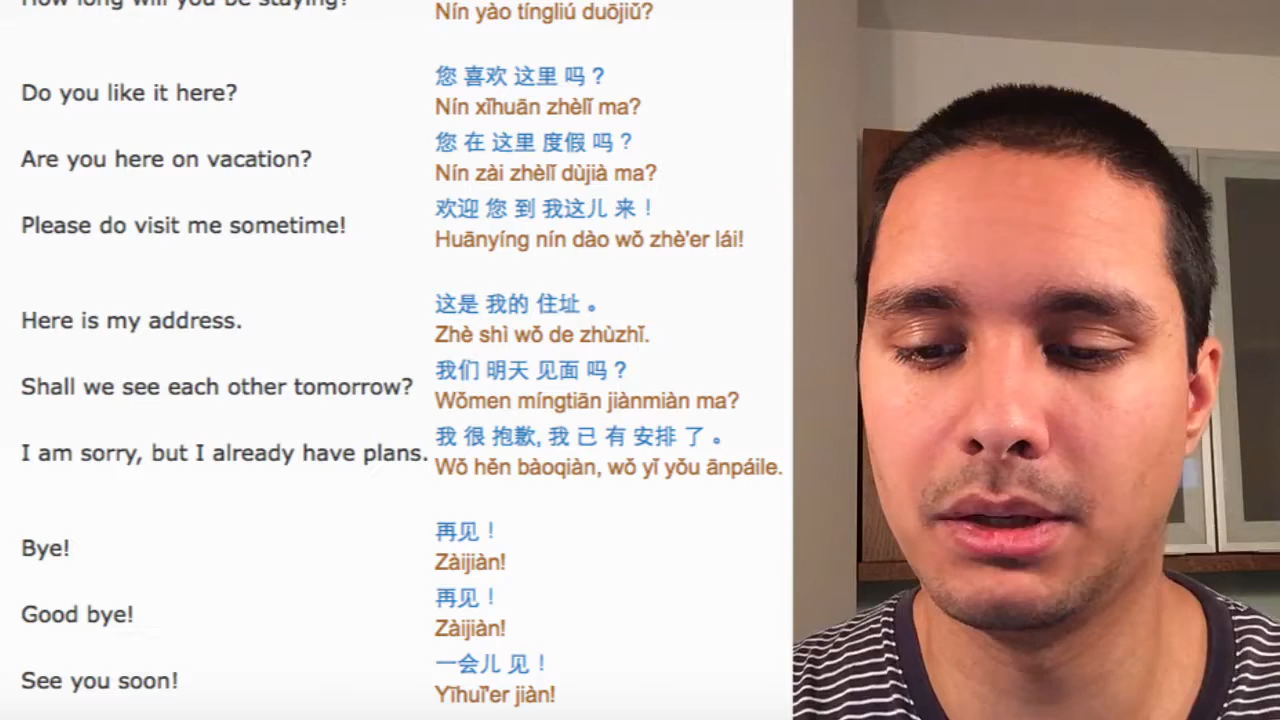 How long will you be staying?
Nín yào tíngliú duōjiǔ?
Do you like it here?
您 喜欢 这里 吗 ?
Nín xǐhuān zhèlǐ ma?
Are you here on vacation?
您 在 这里 度假 吗 ?
Nín zài zhèlǐ dùjià ma?
Please do visit me sometime!
欢迎 您 到 我这儿 来 !
Huānyíng nín dào wǒ zhè'er lái!
Here is my address.
这是 我的 住址 。
Zhè shì wǒ de zhùzhǐ.
Shall we see each other tomorrow?
我们 明天 见面 吗 ?
Wǒmen míngtiān jiànmiàn ma?
I am sorry, but I already have plans.
我 很 抱歉, 我 已 有 安排 了 。
Wǒ hěn bàoqiàn, wǒ yǐ yǒu ānpáile.
Bye!
再见 !
Zàijiàn!
Good bye!
再见 !
Zàijiàn!
See you soon!
一会儿 见 !
Yīhuǐ'er jiàn!